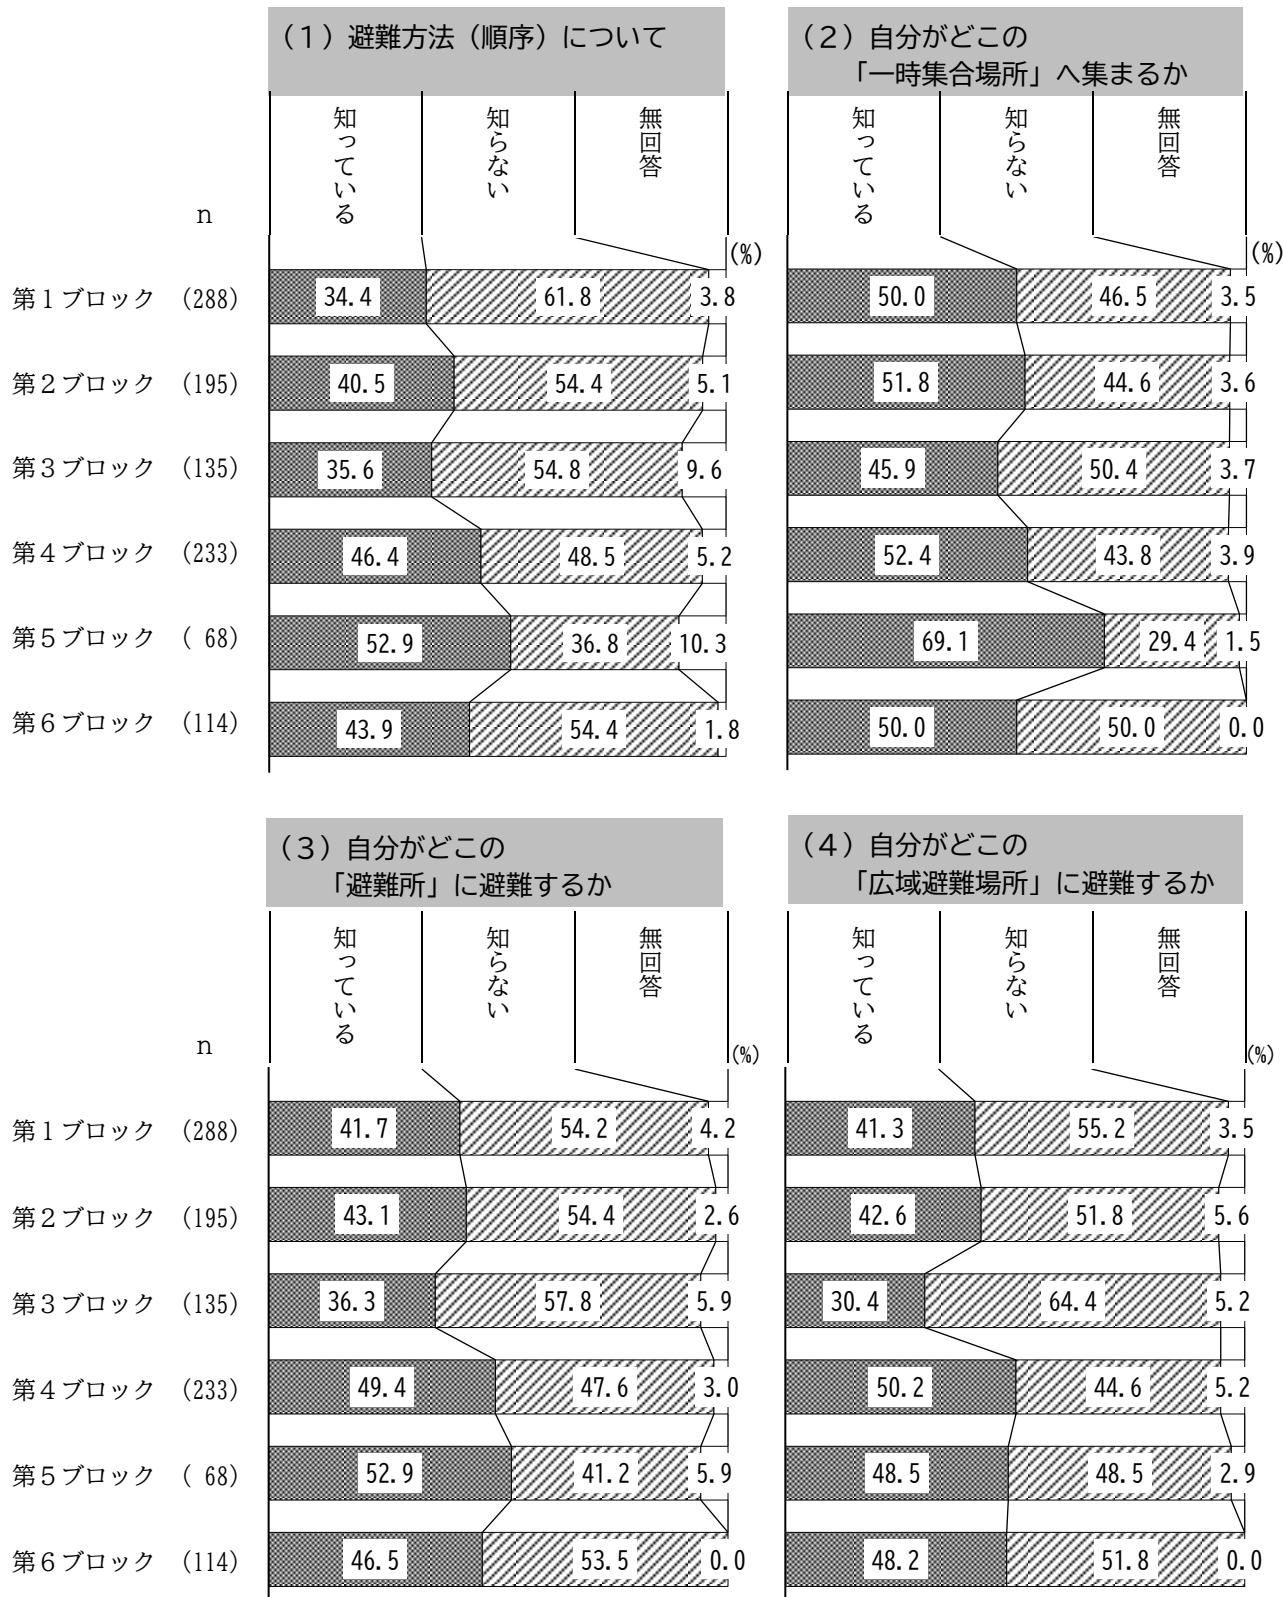 （１）避難方法（順序）について
知っている
知らない
無回答
n
(%)
第１ブロック (288) 34.4 61.8 3.8
第２ブロック (195) 40.5 54.4 5.1
第３ブロック (135) 35.6 54.8 9.6
第４ブロック (233) 46.4 48.5 5.2
第５ブロック ( 68) 52.9 36.8 10.3
第６ブロック (114) 43.9 54.4 1.8
（２）自分がどこの
「一時集合場所」へ集まるか
知っている
知らない
無回答
(%)
50.0 46.5 3.5
51.8 44.6 3.6
45.9 50.4 3.7
52.4 43.8 3.9
69.1 29.4 1.5
50.0 50.0 0.0
（３）自分がどこの
「避難所」に避難するか
知っている
知らない
無回答
n
(%)
第１ブロック (288) 41.7 54.2 4.2
第２ブロック (195) 43.1 54.4 2.6
第３ブロック (135) 36.3 57.8 5.9
第４ブロック (233) 49.4 47.6 3.0
第５ブロック ( 68) 52.9 41.2 5.9
第６ブロック (114) 46.5 53.5 0.0
（４）自分がどこの
「広域避難場所」に避難するか
知っている
知らない
無回答
(%)
41.3 55.2 3.5
42.6 51.8 5.6
30.4 64.4 5.2
50.2 44.6 5.2
48.5 48.5 2.9
48.2 51.8 0.0